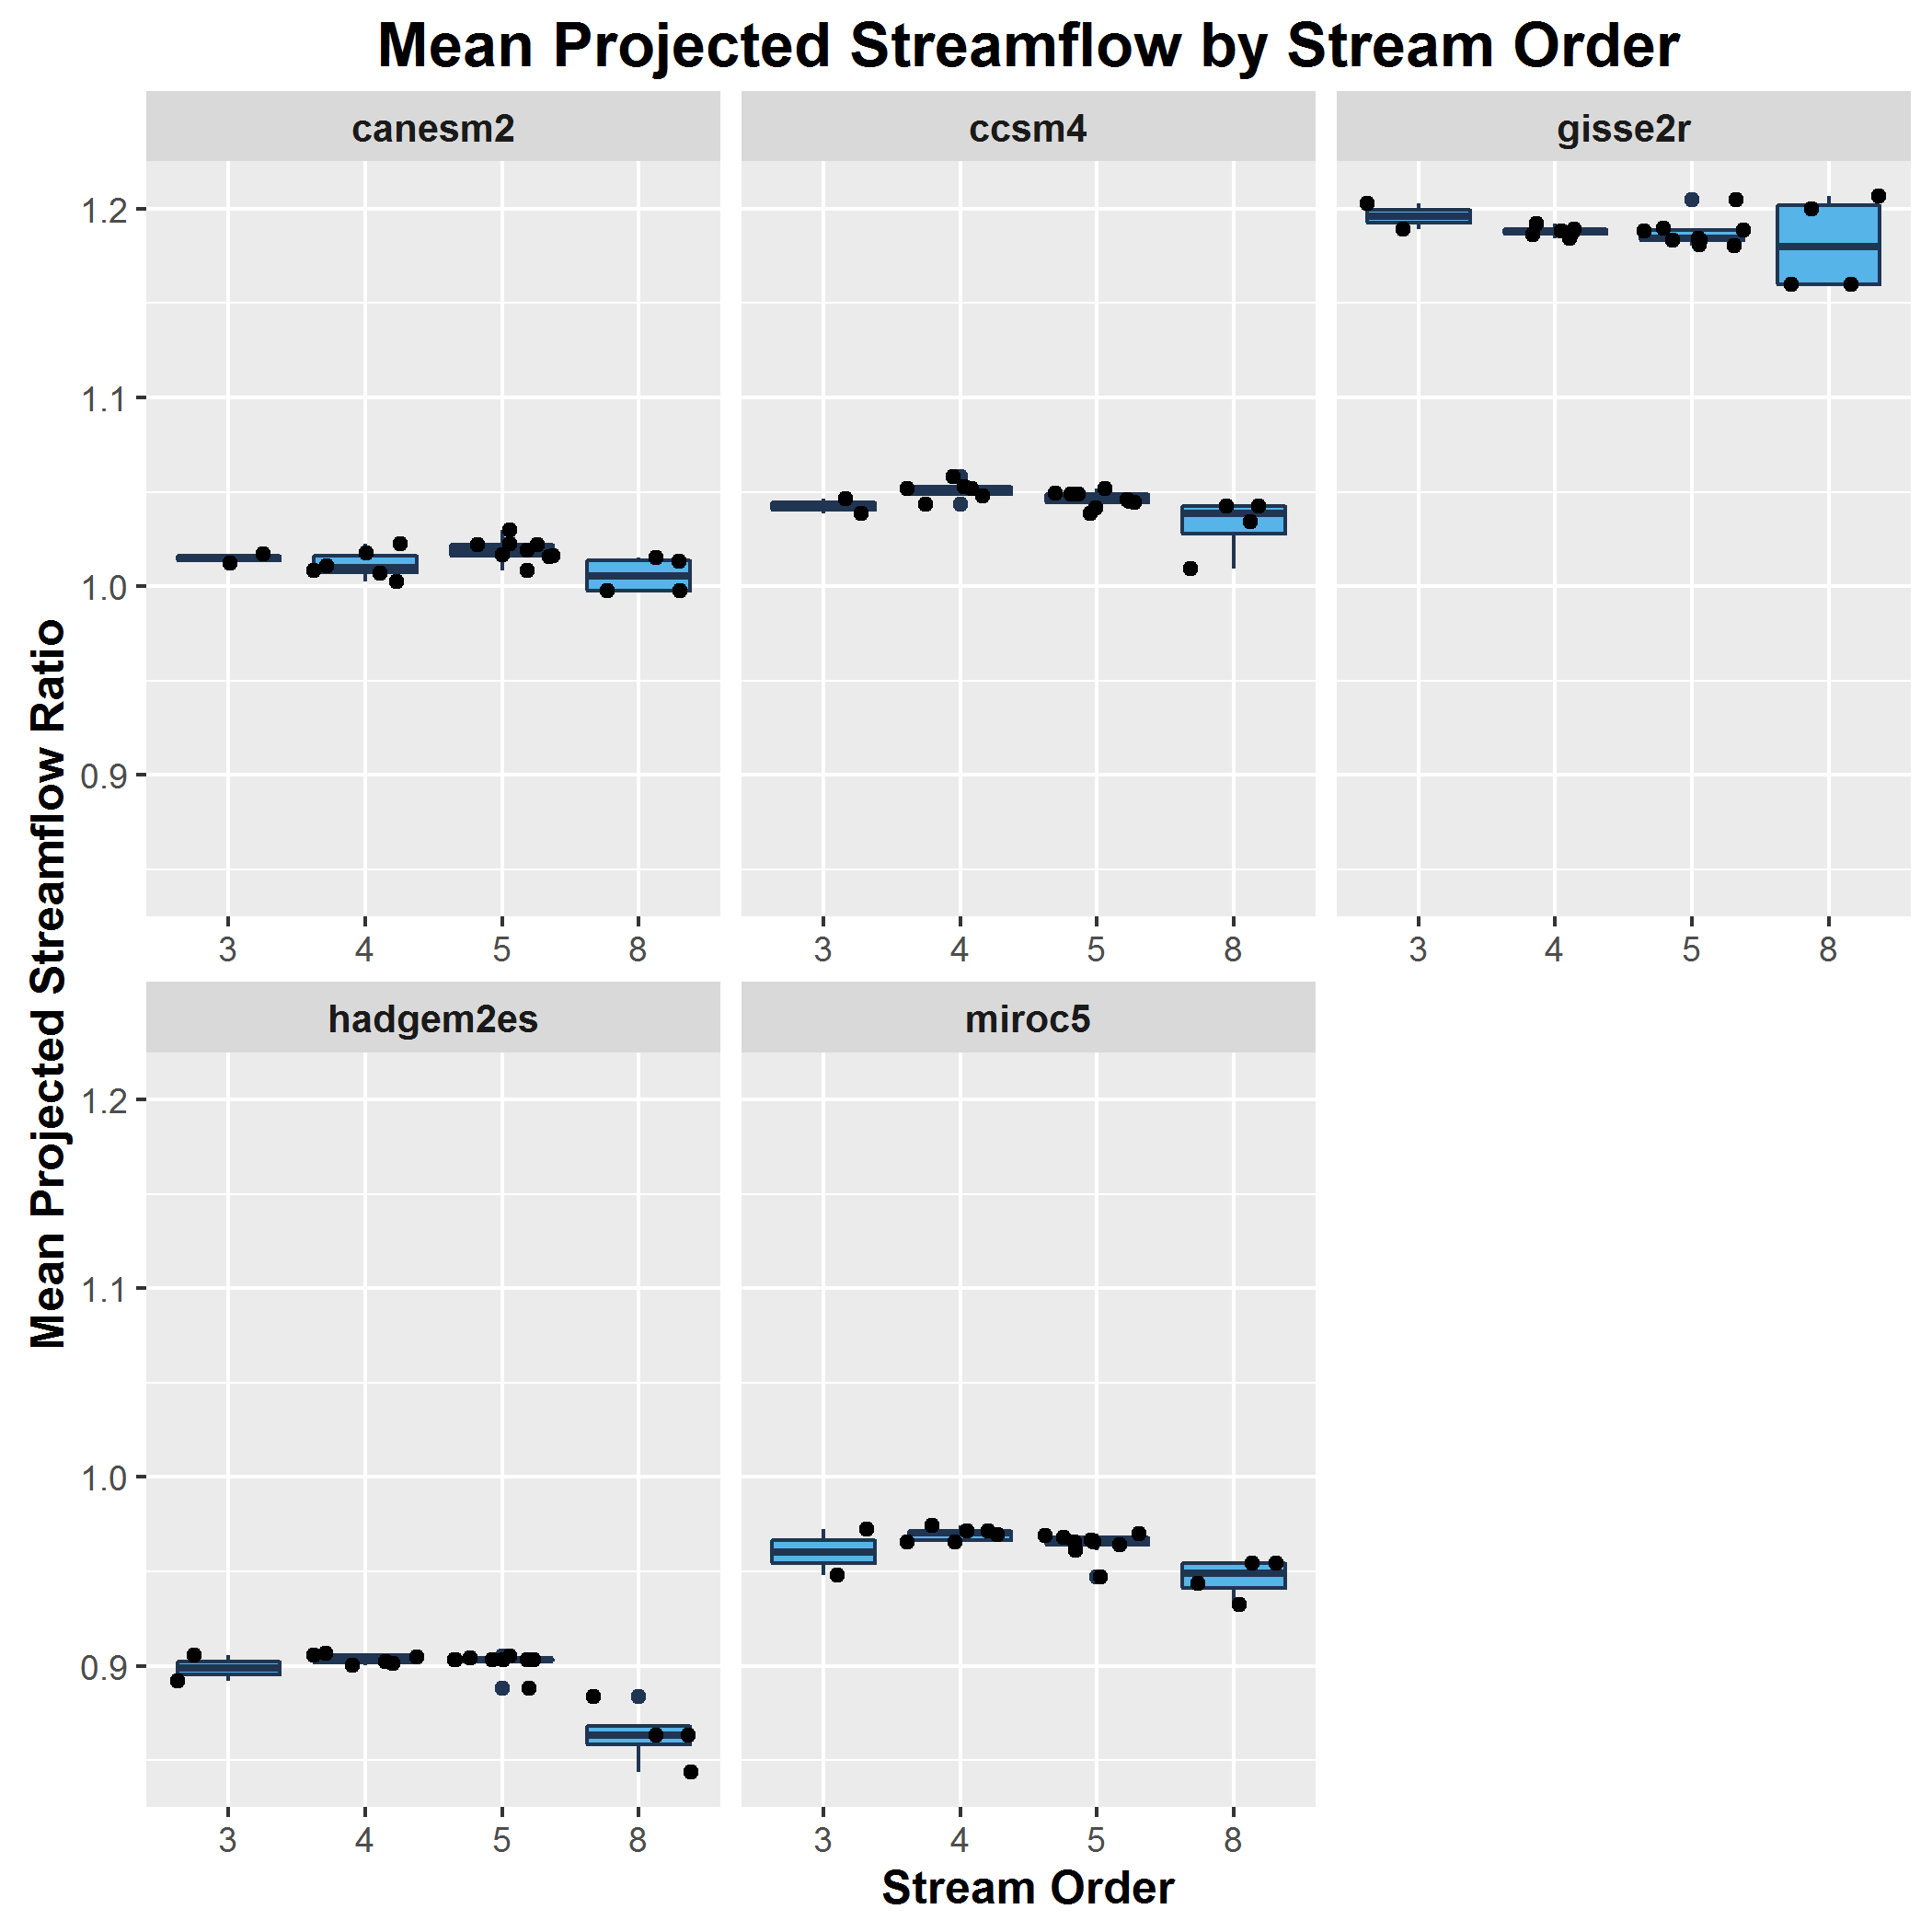 Mean Projected Streamflow by Stream Order
canesm2
ccsm4
gisse2r
1.2
1.1
1.0
0.9
3 4 5 8
3 4 5 8
3 4 5 8
Mean Projected Streamflow Ratio
hadgem2es
miroc5
1.2
1.1
1.0
0.9
3 4 5 8
3 4 5 8
Stream Order